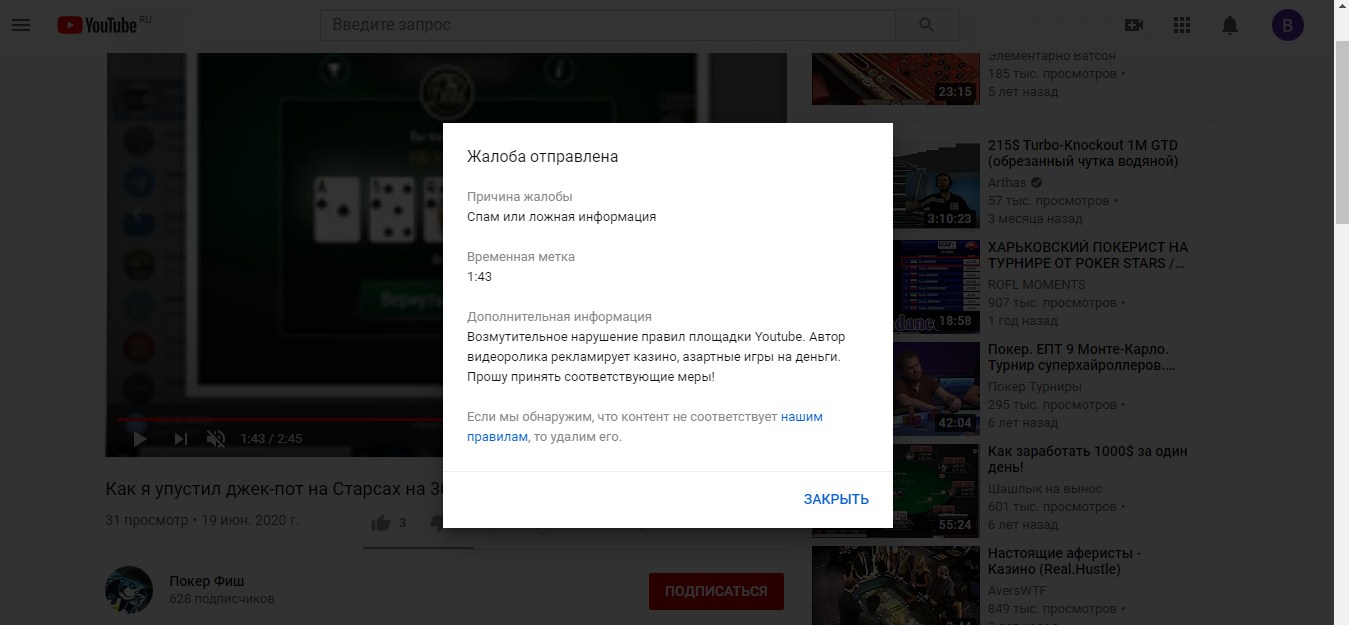 YouTube RU
Введите запрос
B
Элементарно Ватсон
185 тыс. просмотров •
5 лет назад
23:15
215$ Turbo-Knockout 1M GTD
(обрезанный чутка водяной)
Arthas
57 тыс. просмотров •
3 месяца назад
3:10:23
ХАРЬКОВСКИЙ ПОКЕРИСТ НА
ТУРНИРЕ ОТ POKER STARS /...
ROFL MOMENTS
907 тыс. просмотров •
1 год назад
18:58
Покер. ЕПТ 9 Монте-Карло.
Турнир суперхайроллеров....
Покер Турниры
295 тыс. просмотров •
6 лет назад
42:04
Как заработать 1000$ за один
день!
Шашлык на вынос
601 тыс. просмотров •
6 лет назад
55:24
Настоящие аферисты -
Казино (Real.Hustle)
AversWTF
849 тыс. просмотров •
Жалоба отправлена
Причина жалобы
Спам или ложная информация
Временная метка
1:43
Дополнительная информация
Возмутительное нарушение правил площадки Youtube. Автор
видеоролика рекламирует казино, азартные игры на деньги.
Прошу принять соответствующие меры!
Если мы обнаружим, что контент не соответствует нашим
правилам, то удалим его.
ЗАКРЫТЬ
1:43 / 2:45
Как я упустил джек-пот на Старсах на
31 просмотр • 19 июн. 2020 г.
3
Покер Фиш
628 подписчиков
ПОДПИСАТЬСЯ